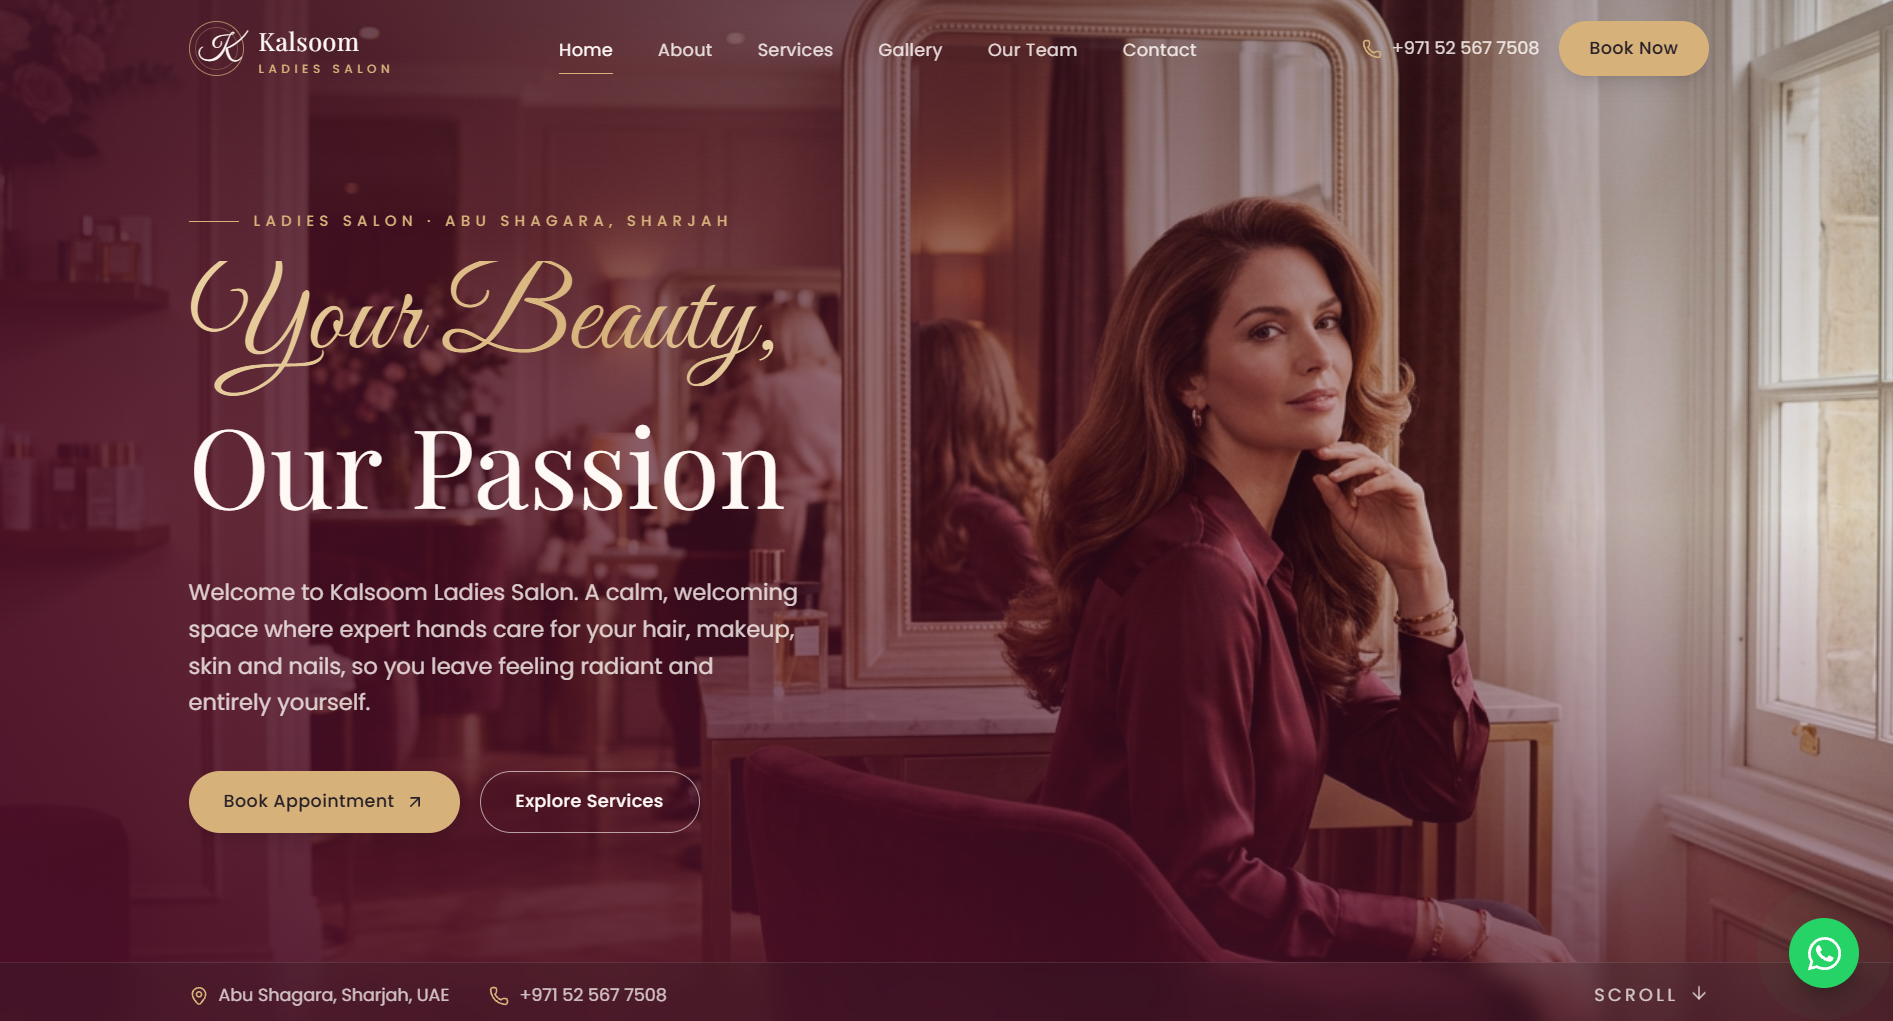 K
Kalsoom
LADIES SALON
Home
About
Services
Gallery
Our Team
Contact
+971 52 567 7508
Book Now
LADIES SALON · ABU SHAGARA, SHARJAH
Your Beauty,
Our Passion
Welcome to Kalsoom Ladies Salon. A calm, welcoming
space where expert hands care for your hair, makeup,
skin and nails, so you leave feeling radiant and
entirely yourself.
Book Appointment
Explore Services
Abu Shagara, Sharjah, UAE
+971 52 567 7508
SCROLL